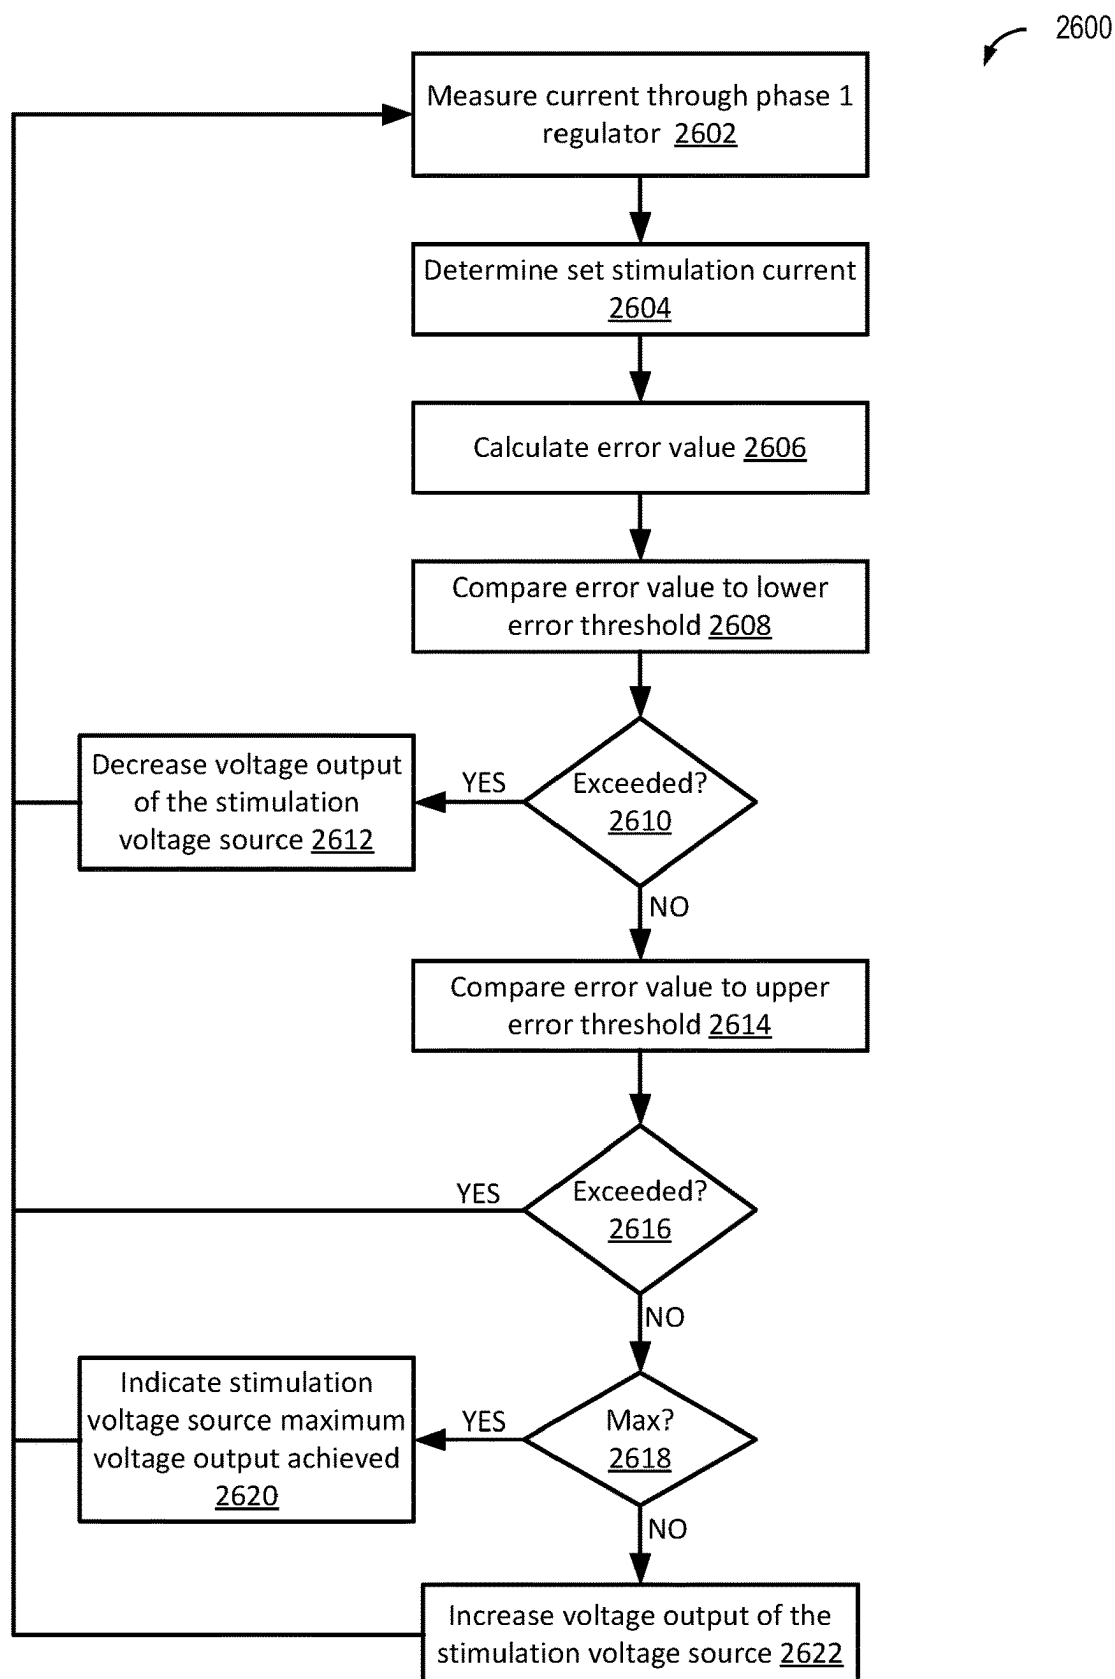 2600
Measure current through phase 1
regulator 2602
Determine set stimulation current
2604
Calculate error value 2606
Compare error value to lower
error threshold 2608
Decrease voltage output
of the stimulation
voltage source 2612
YES
Exceeded?
2610
NO
Compare error value to upper
error threshold 2614
YES
Exceeded?
2616
NO
Indicate stimulation
voltage source maximum
voltage output achieved
2620
YES
Max?
2618
NO
Increase voltage output of the
stimulation voltage source 2622